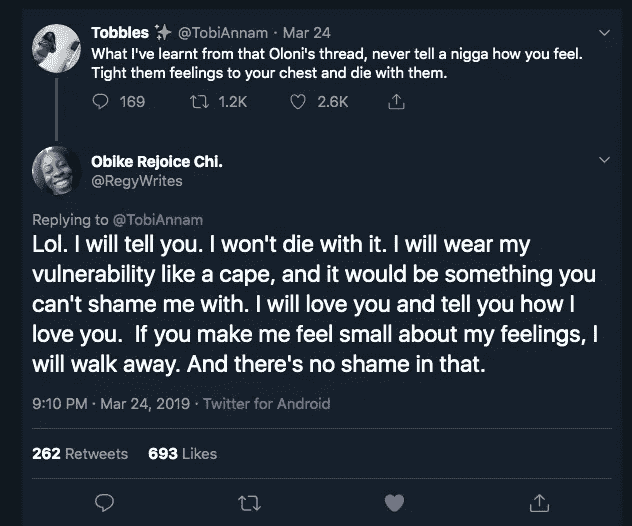 Tobbles @TobiAnnam · Mar 24
What I've learnt from that Oloni's thread, never tell a nigga how you feel.
Tight them feelings to your chest and die with them.
169 1.2K 2.6K
Obike Rejoice Chi.
@RegyWrites
Replying to @TobiAnnam
Lol. I will tell you. I won't die with it. I will wear my
vulnerability like a cape, and it would be something you
can't shame me with. I will love you and tell you how I
love you.  If you make me feel small about my feelings, I
will walk away. And there's no shame in that.
9:10 PM · Mar 24, 2019 · Twitter for Android
262 Retweets 693 Likes